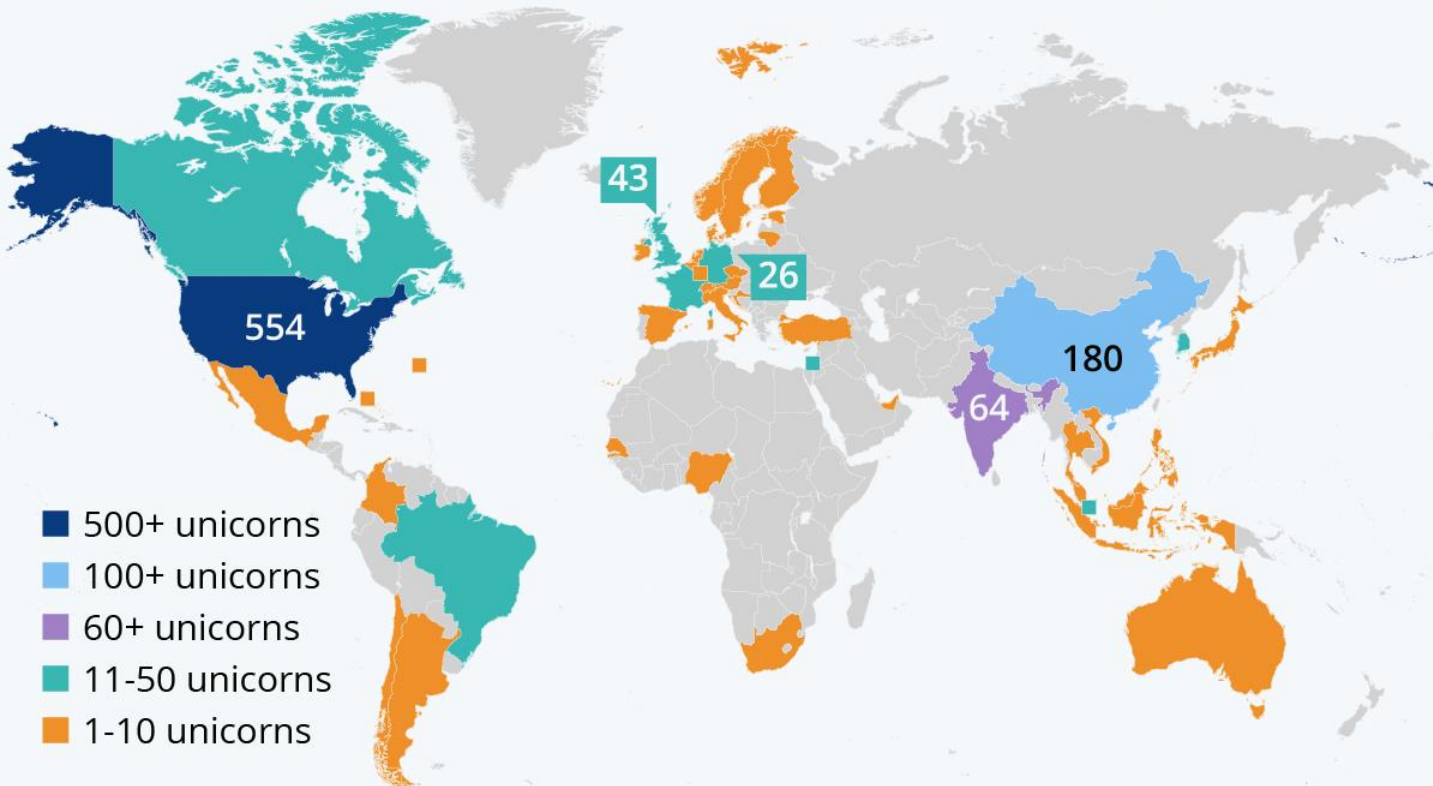 43
26
554
180
64
500+ unicorns
100+ unicorns
60+ unicorns
11-50 unicorns
1-10 unicorns